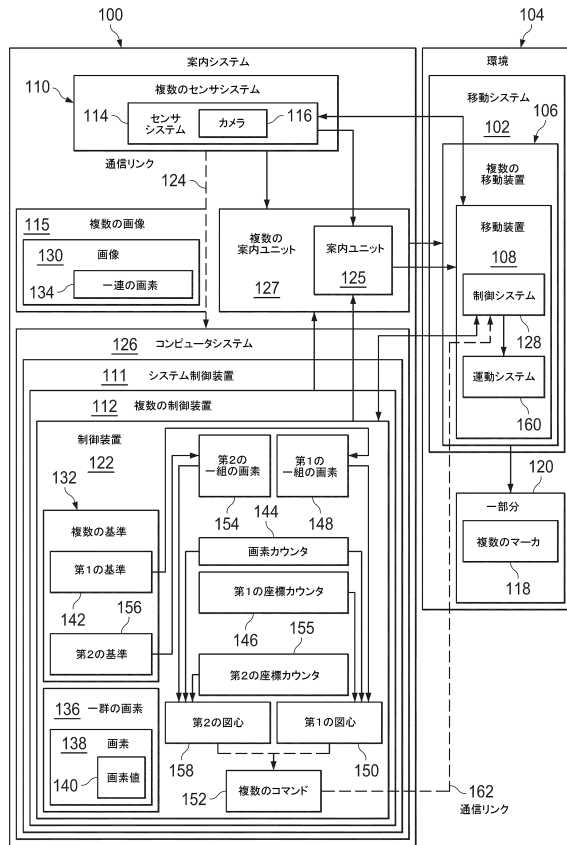 100
104
案内システム
環境
110
複数のセンサシステム
114
センサ
システム
カメラ
116
移動システム
102
106
通信リンク
124
複数の
移動装置
115
複数の画像
130
画像
134
一連の画素
複数の
案内ユニット
127
案内ユニット
125
移動装置
108
制御システム
128
126
コンピュータシステム
111
システム制御装置
運動システム
160
112
複数の制御装置
制御装置
122
132
第2の
一組の画素
154
第1の
一組の画素
148
144
120
一部分
複数のマーカ
118
複数の基準
第1の基準
142
156
第2の基準
画素カウンタ
第1の座標カウンタ
146
155
第2の座標カウンタ
136
一群の画素
138
画素
140
画素値
第2の図心
158
第1の図心
150
152
複数のコマンド
162
通信リンク